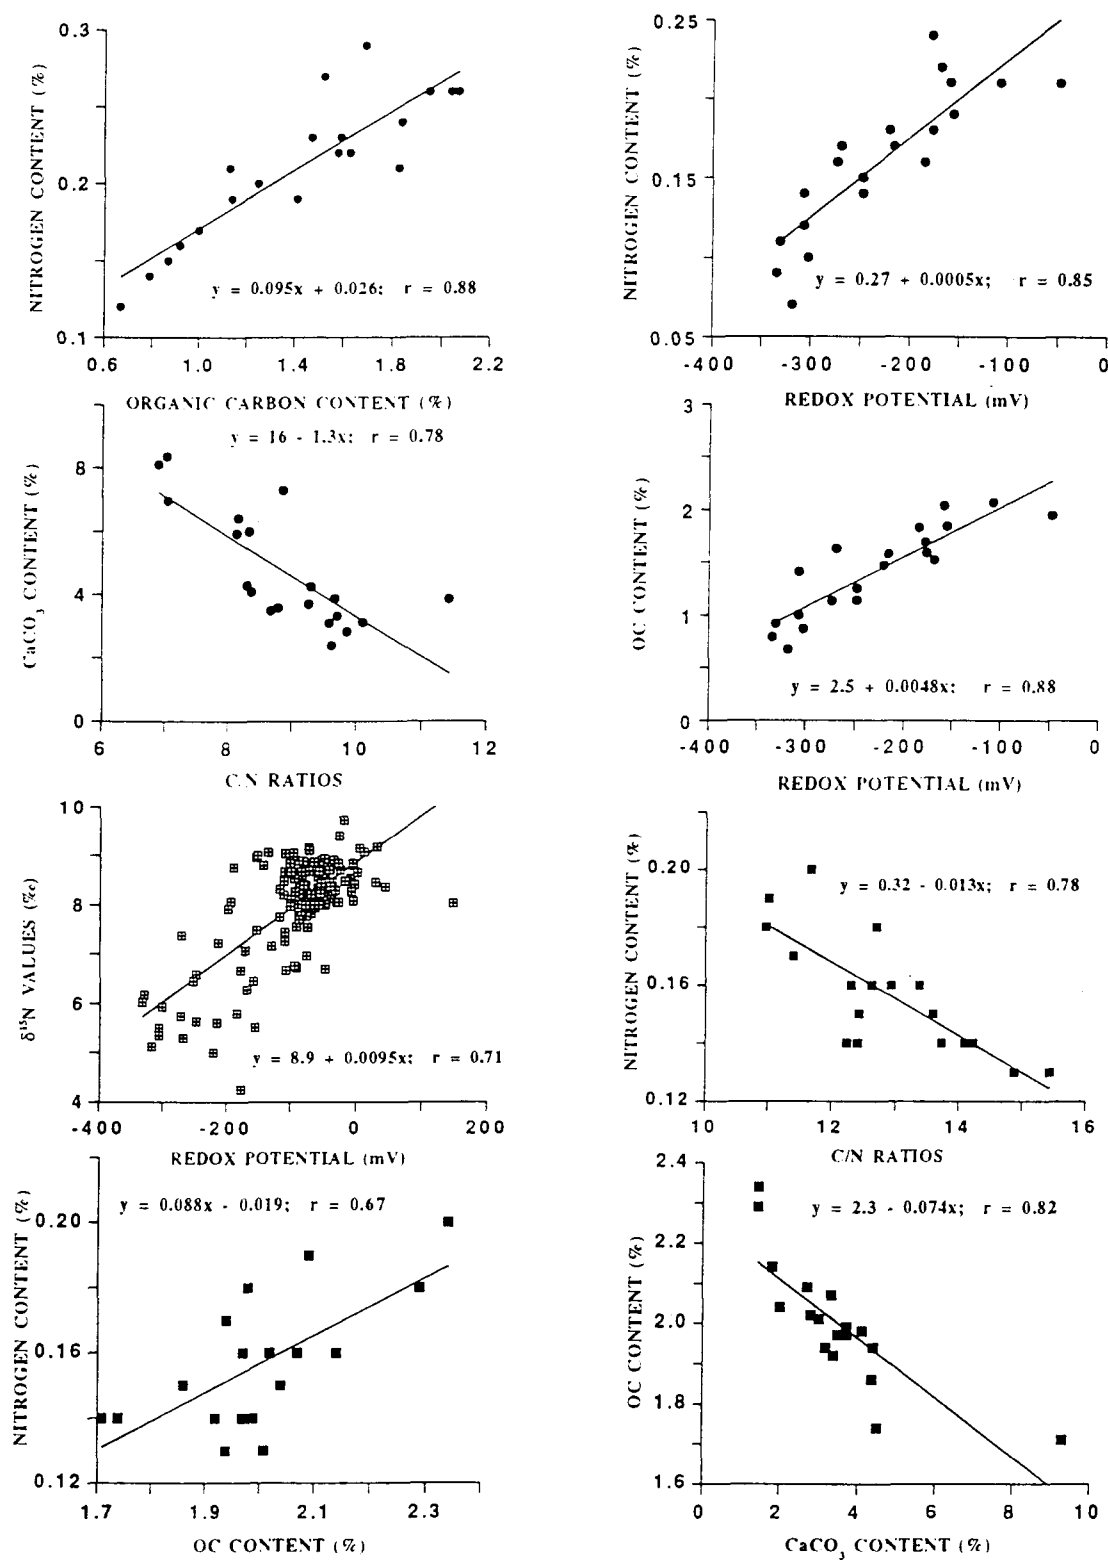 NITROGEN CONTENT (%)
0.3
0.2
0.1
0.6
1.0
1.4
1.8
2.2
y = 0.095x + 0.026; r = 0.88
ORGANIC CARBON CONTENT (%)
NITROGEN CONTENT (%)
0.25
0.15
0.05
-400
-300
-200
-100
0
y = 0.27 + 0.0005x; r = 0.85
REDOX POTENTIAL (mV)
CaCO3 CONTENT (%)
8
4
0
6
8
10
12
y = 16 - 1.3x; r = 0.78
C/N RATIOS
OC CONTENT (%)
3
2
1
0
-400
-300
-200
-100
0
y = 2.5 + 0.0048x; r = 0.88
REDOX POTENTIAL (mV)
δ15N VALUES (‰)
10
8
6
4
-400
-200
0
200
y = 8.9 + 0.0095x; r = 0.71
REDOX POTENTIAL (mV)
NITROGEN CONTENT (%)
0.20
0.16
0.12
10
12
14
16
y = 0.32 - 0.013x; r = 0.78
C/N RATIOS
NITROGEN CONTENT (%)
0.20
0.16
0.12
1.7
1.9
2.1
2.3
y = 0.088x - 0.019; r = 0.67
OC CONTENT (%)
OC CONTENT (%)
2.4
2.2
2.0
1.8
1.6
0
2
4
6
8
10
y = 2.3 - 0.074x; r = 0.82
CaCO3 CONTENT (%)